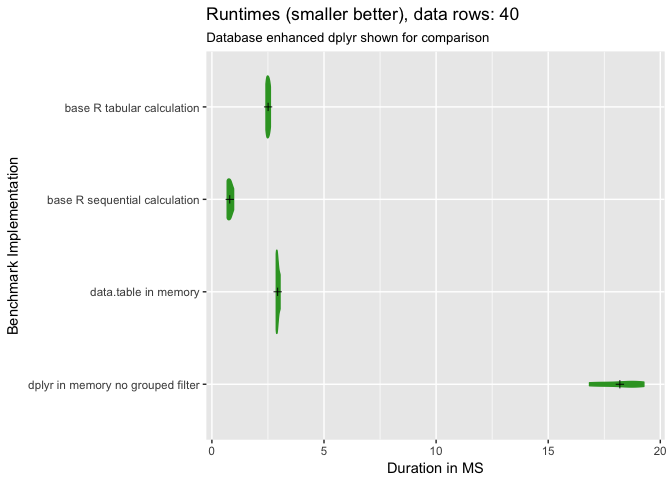 Runtimes (smaller better), data rows: 40
Database enhanced dplyr shown for comparison
Benchmark Implementation
base R tabular calculation
base R sequential calculation
data.table in memory
dplyr in memory no grouped filter
0 5 10 15 20
Duration in MS